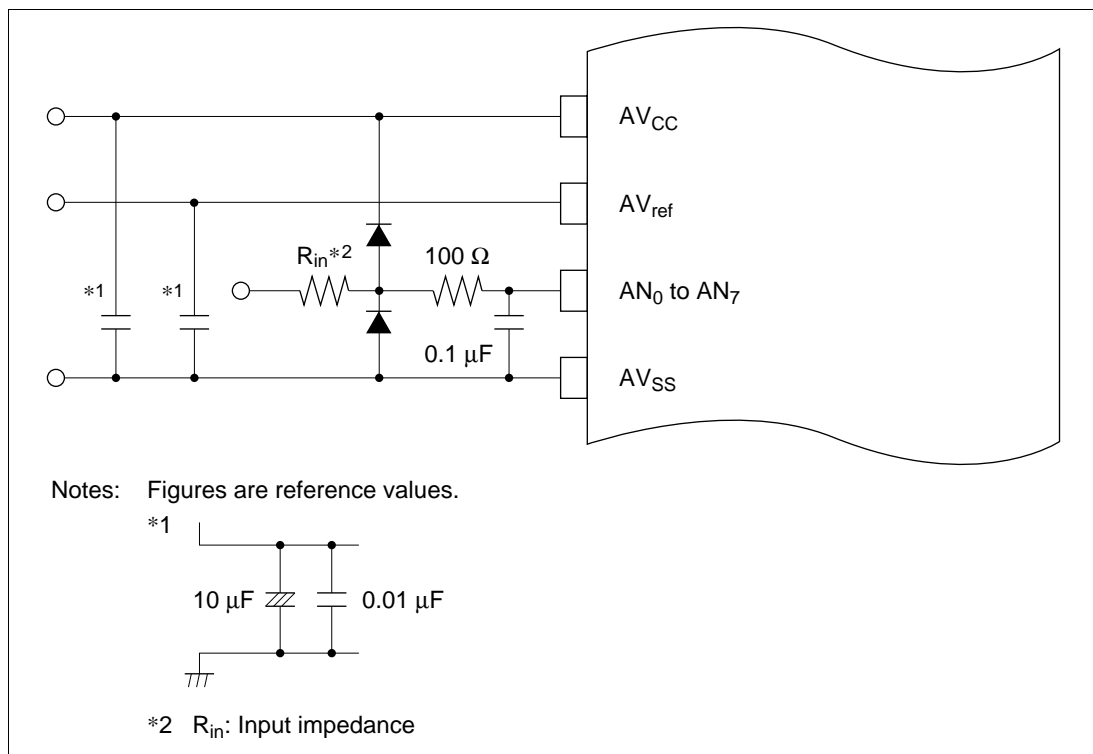 AVCC
AVref
Rin*2
100 Ω
*1
*1
AN0 to AN7
0.1 µF
AVSS
Notes: Figures are reference values.
*1
10 µF
0.01 µF
*2 Rin: Input impedance